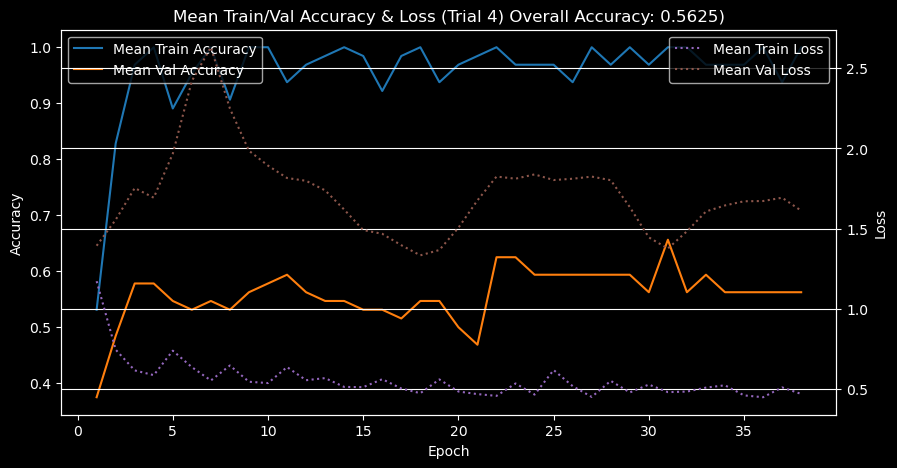 Mean Train/Val Accuracy & Loss (Trial 4) Overall Accuracy: 0.5625)
Mean Train Accuracy
Mean Val Accuracy
Mean Train Loss
Mean Val Loss
1.0
0.9
0.8
0.7
0.6
0.5
0.4
Accuracy
2.5
2.0
1.5
1.0
0.5
Loss
0 5 10 15 20 25 30 35
Epoch